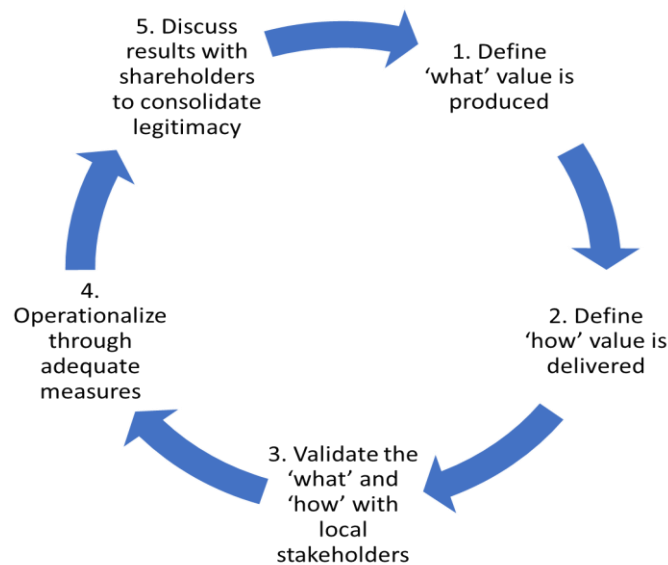 1. Define
‘what’ value is
produced
2. Define
‘how’ value is
delivered
3. Validate the
‘what’ and
‘how’ with
local
stakeholders
4.
Operationalize
through
adequate
measures
5. Discuss
results with
shareholders
to consolidate
legitimacy